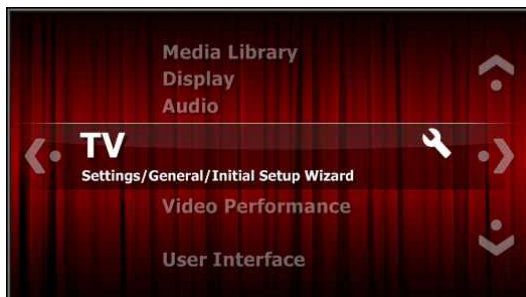 Media Library
Display
Audio
TV
Settings/General/Initial Setup Wizard
Video Performance
User Interface